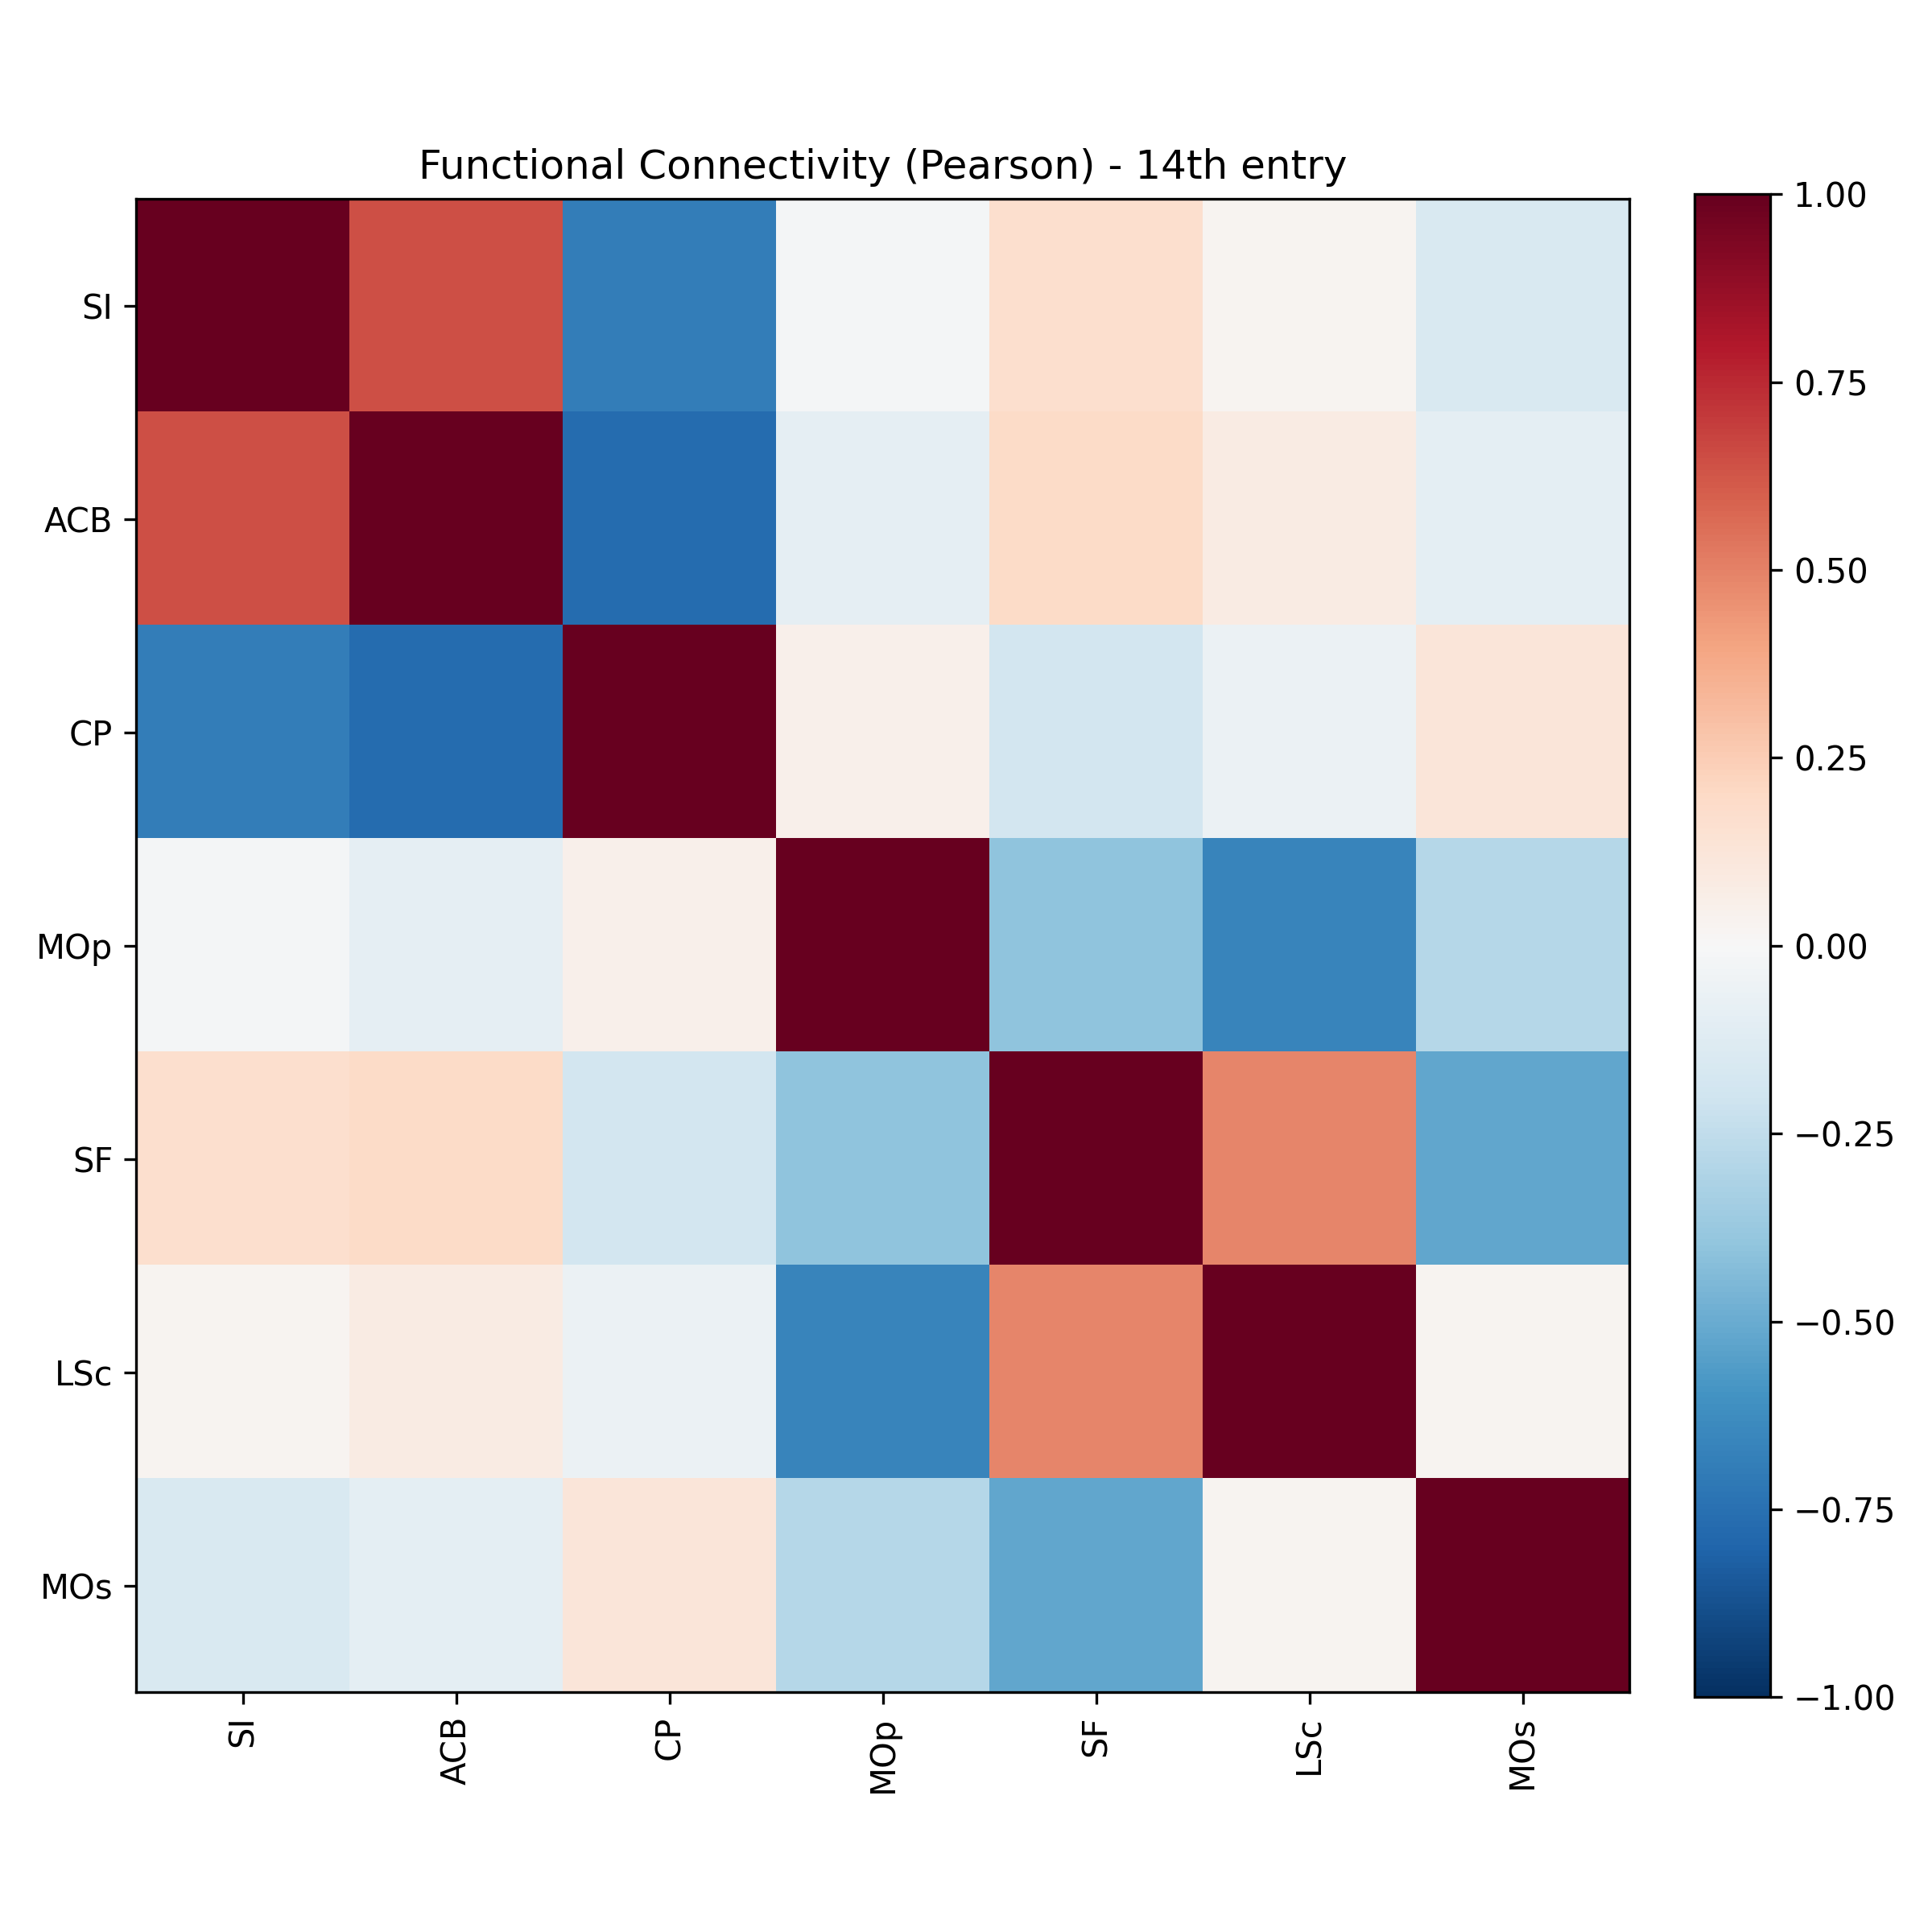 Functional Connectivity (Pearson) - 14th entry
SI
ACB
CP
MOp
SF
LSc
MOs
SI
ACB
CP
MOp
SF
LSc
MOs
1.00
0.75
0.50
0.25
0.00
−0.25
−0.50
−0.75
−1.00